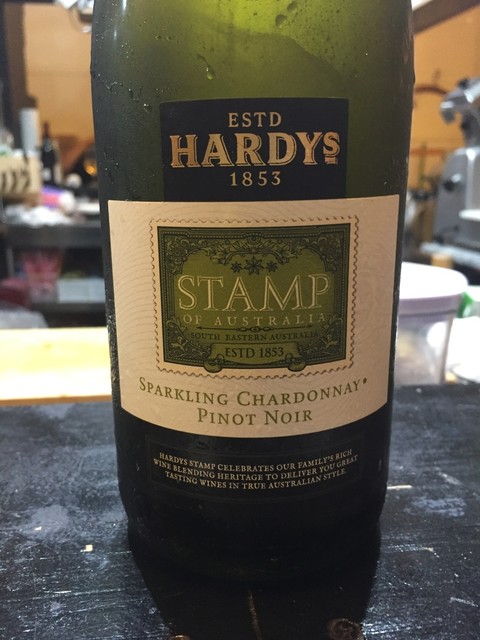 ESTD
HARDYS
1853
STAMP
OF AUSTRALIA
SOUTH EASTERN AUSTRALIA
ESTD 1853
SPARKLING CHARDONNAY•
PINOT NOIR
HARDYS STAMP CELEBRATES OUR FAMILY'S RICH
WINE BLENDING HERITAGE TO DELIVER YOU GREAT
TASTING WINES IN TRUE AUSTRALIAN STYLE.